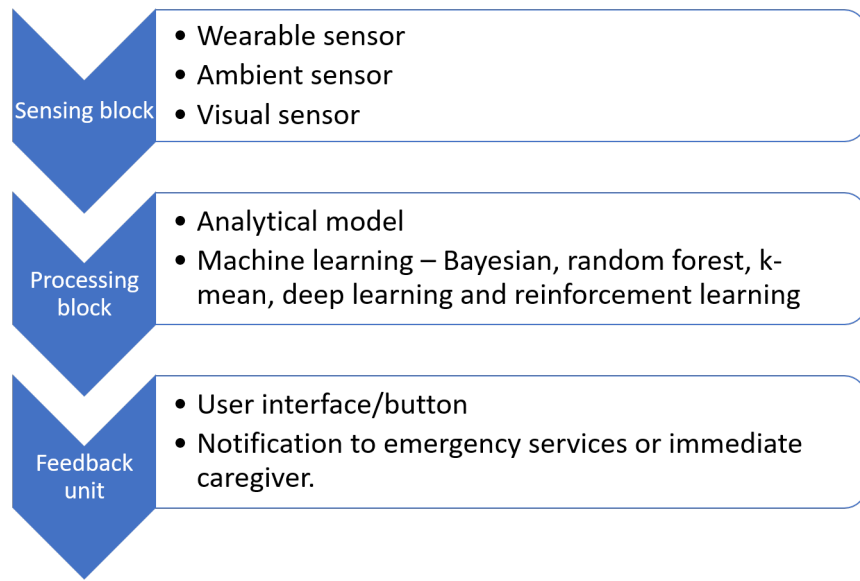 Sensing block
• Wearable sensor
• Ambient sensor
• Visual sensor
Processing
block
• Analytical model
• Machine learning – Bayesian, random forest, k-
mean, deep learning and reinforcement learning
Feedback
unit
• User interface/button
• Notification to emergency services or immediate
caregiver.